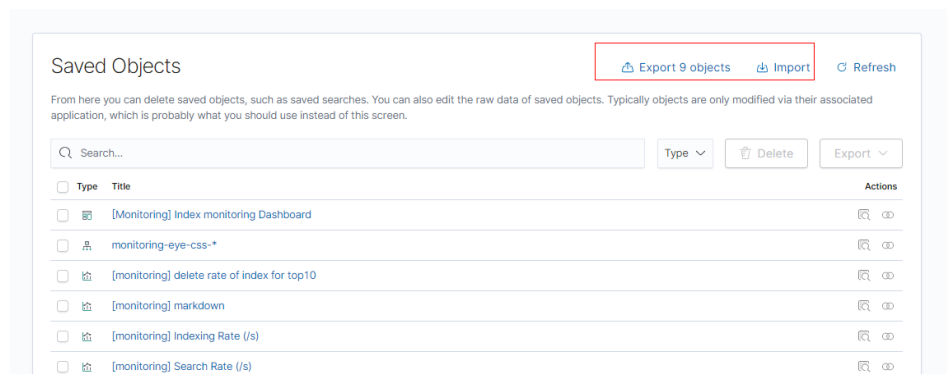 Saved Objects
Export 9 objects Import Refresh
From here you can delete saved objects, such as saved searches. You can also edit the raw data of saved objects. Typically objects are only modified via their associated
application, which is probably what you should use instead of this screen.
Search... Type Delete Export
Type Title Actions
[Monitoring] Index monitoring Dashboard
monitoring-eye-css-*
[monitoring] delete rate of index for top10
[monitoring] markdown
[monitoring] Indexing Rate (/s)
[monitoring] Search Rate (/s)